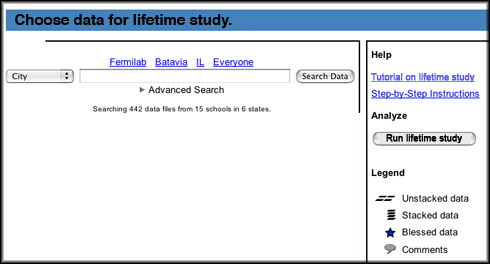 Choose data for lifetime study.
Fermilab Batavia IL Everyone
City Search Data
Advanced Search
Searching 442 data files from 15 schools in 6 states.
Help
Tutorial on lifetime study
Step-by-Step Instructions
Analyze
Run lifetime study
Legend
Unstacked data
Stacked data
Blessed data
Comments